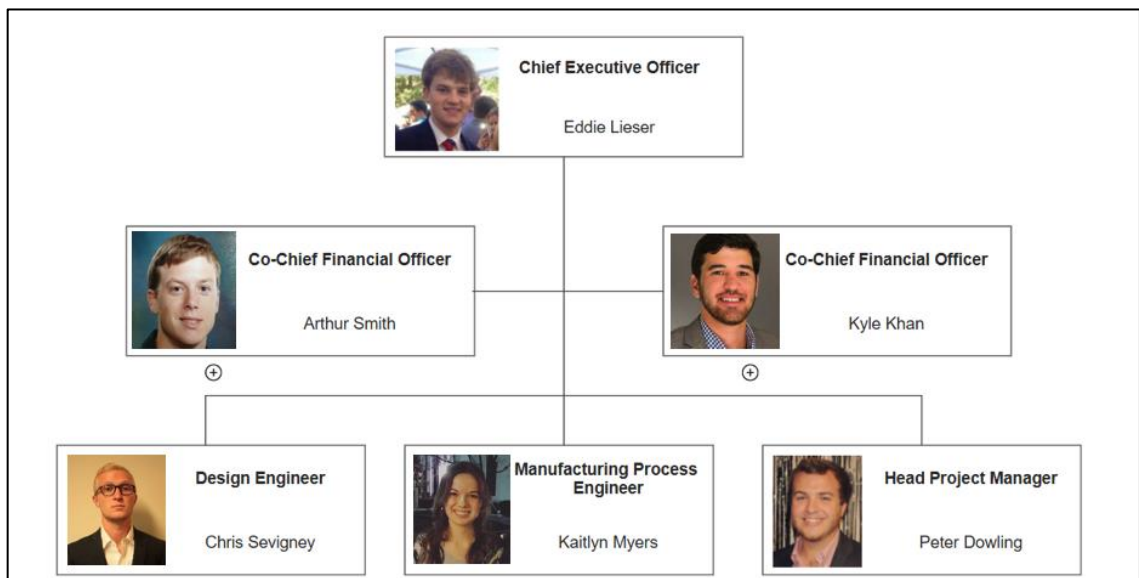 Chief Executive Officer
Eddie Lieser
Co-Chief Financial Officer
Arthur Smith
Co-Chief Financial Officer
Kyle Khan
Design Engineer
Chris Sevigney
Manufacturing Process
Engineer
Kaitlyn Myers
Head Project Manager
Peter Dowling